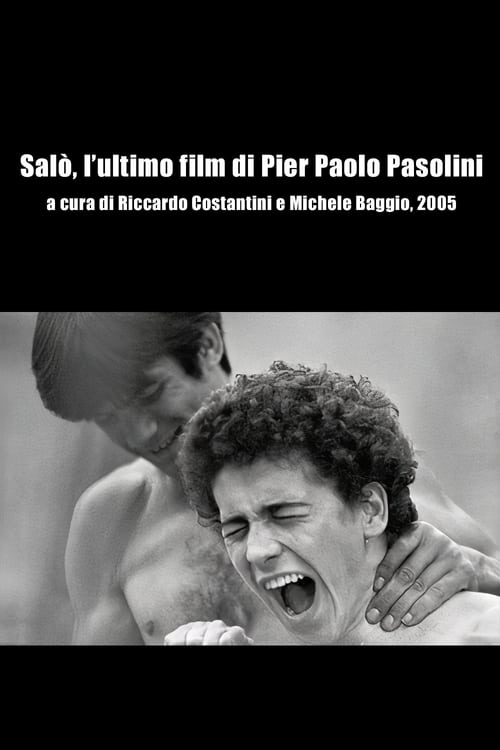 Salò, l'ultimo film di Pier Paolo Pasolini
a cura di Riccardo Costantini e Michele Baggio, 2005